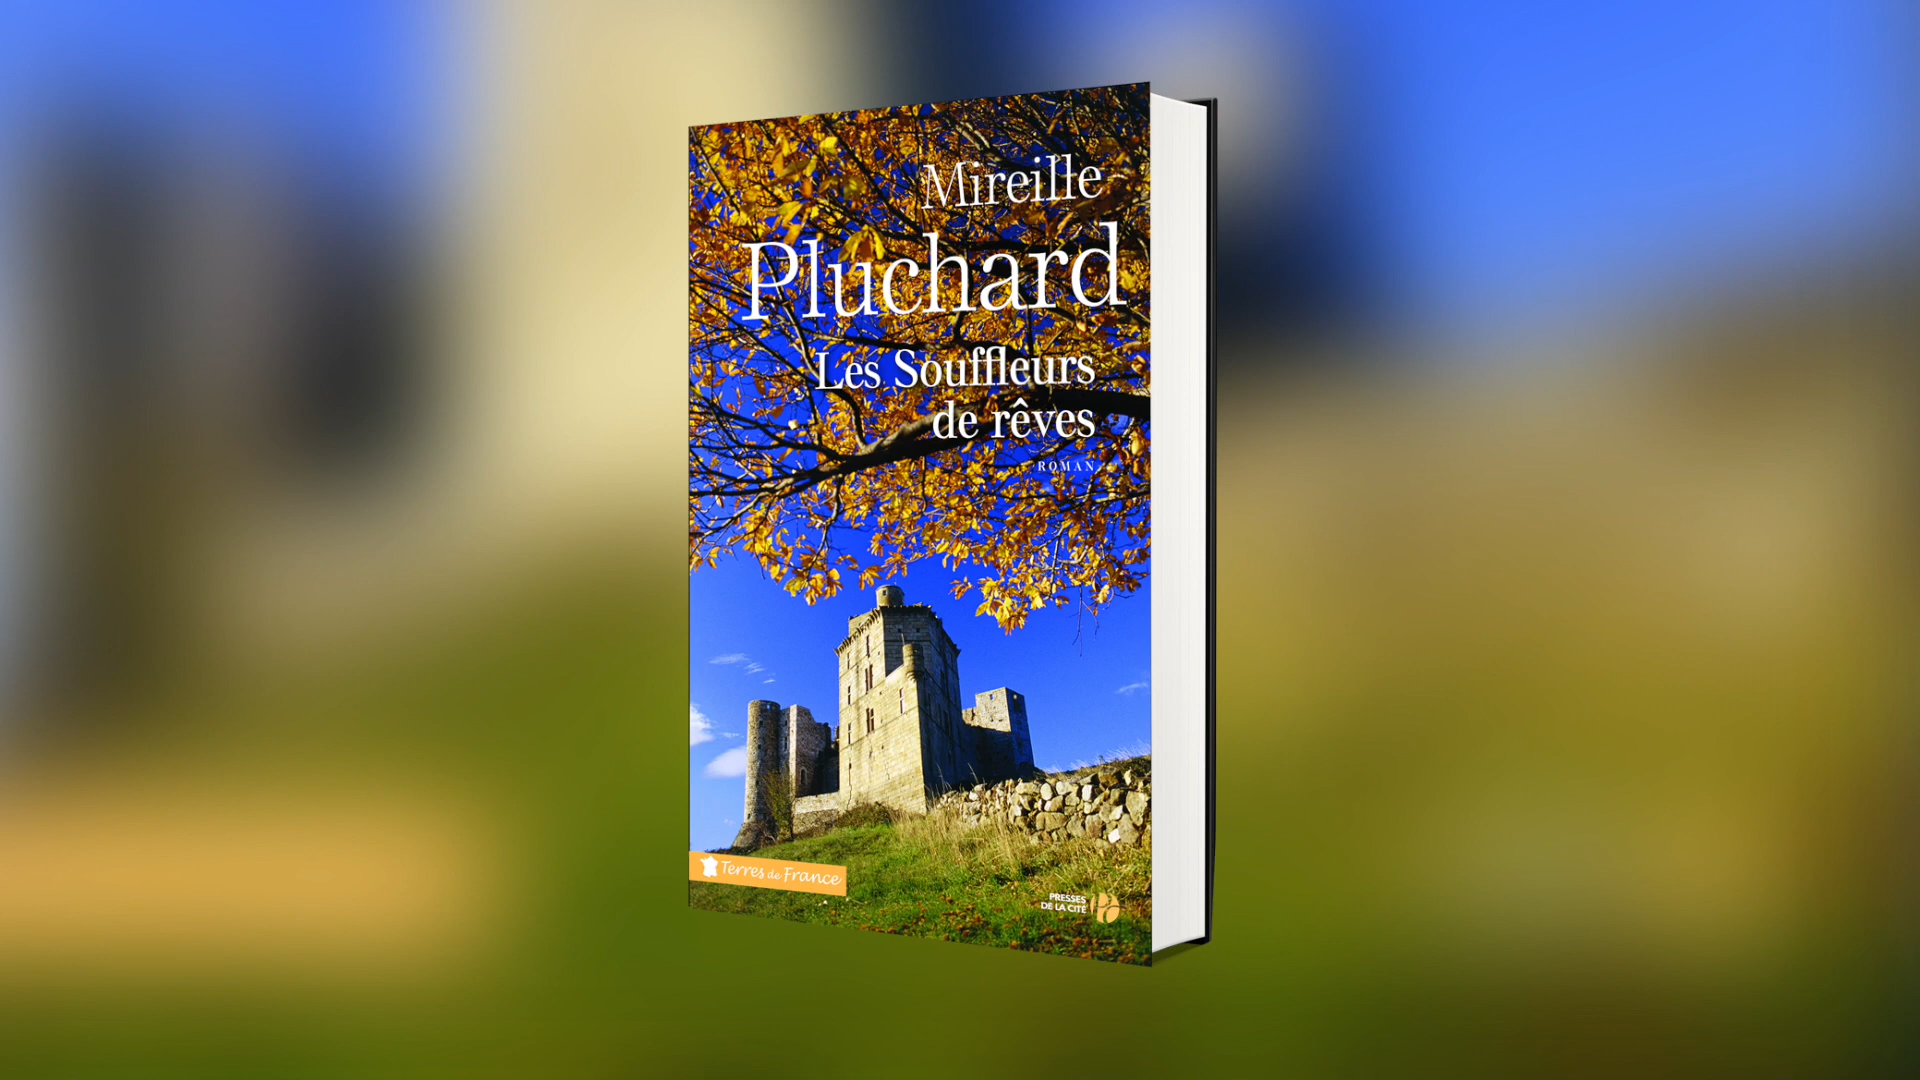 Mireille
Pluchard
Les Souffleurs
de rêves
ROMAN
Terres de France
PRESSES
DE LA CITÉ